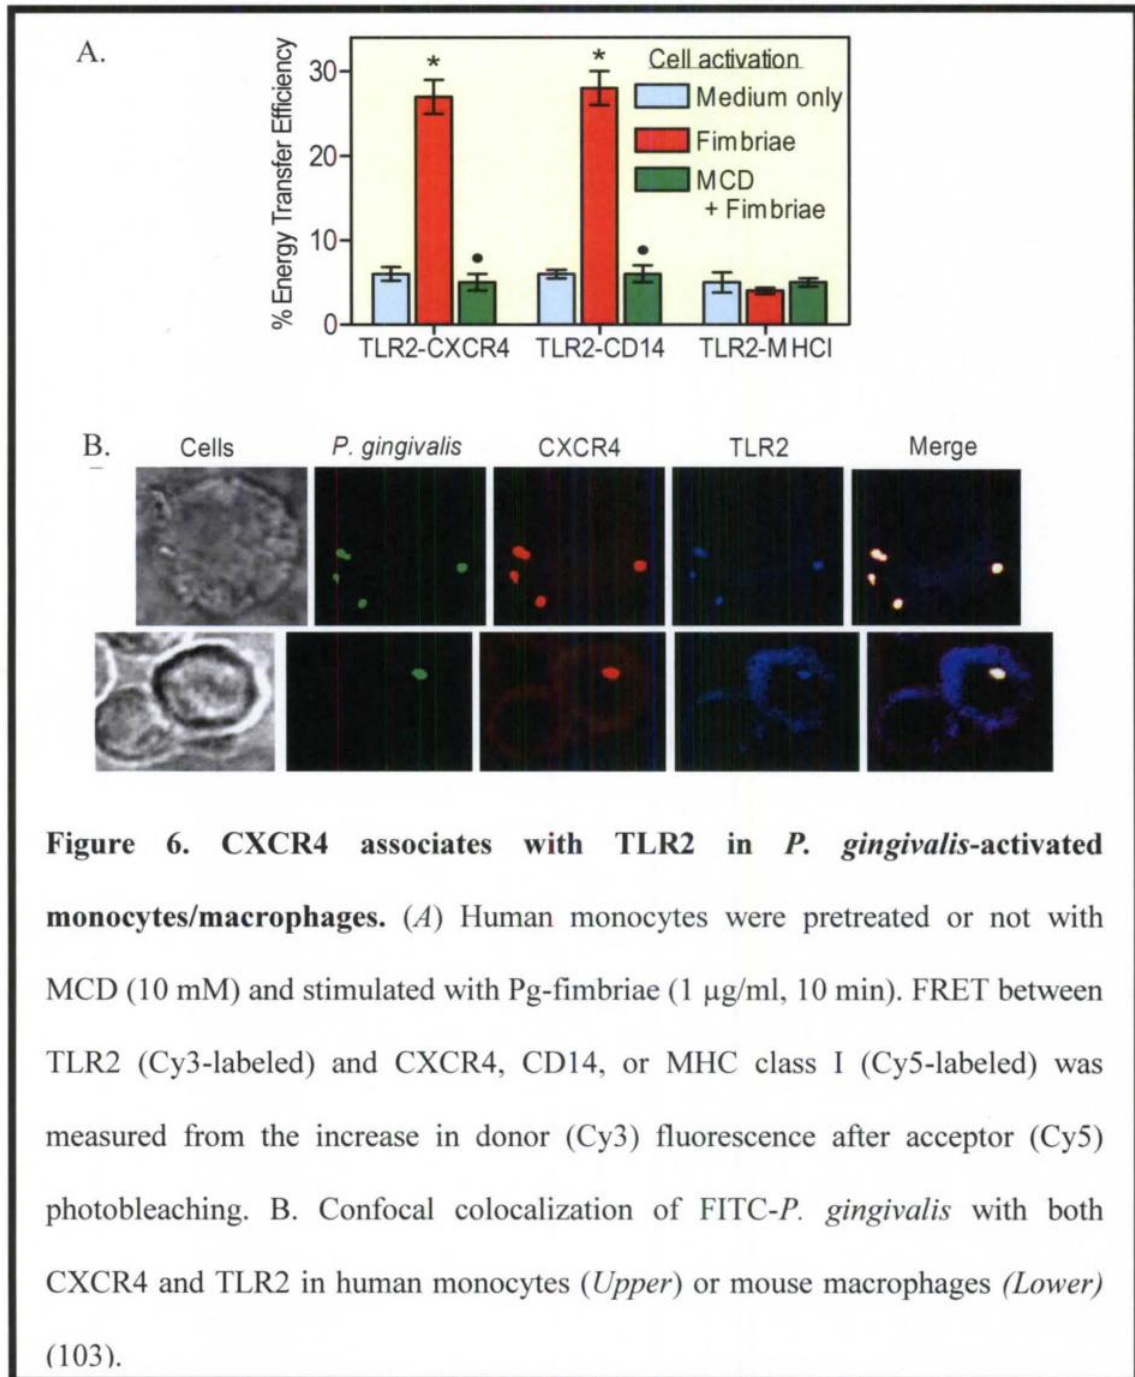 A.
% Energy Transfer Efficiency
30
20
10
0
* *
Cell activation
Medium only
Fimbriae
MCD
+ Fimbriae
• •
TLR2-CXCR4 TLR2-CD14 TLR2-MHCI
B. Cells P. gingivalis CXCR4 TLR2 Merge
Figure 6. CXCR4 associates with TLR2 in P. gingivalis-activated
monocytes/macrophages. (A) Human monocytes were pretreated or not with
MCD (10 mM) and stimulated with Pg-fimbriae (1 µg/ml, 10 min). FRET between
TLR2 (Cy3-labeled) and CXCR4, CD14, or MHC class I (Cy5-labeled) was
measured from the increase in donor (Cy3) fluorescence after acceptor (Cy5)
photobleaching. B. Confocal colocalization of FITC-P. gingivalis with both
CXCR4 and TLR2 in human monocytes (Upper) or mouse macrophages (Lower)
(103).